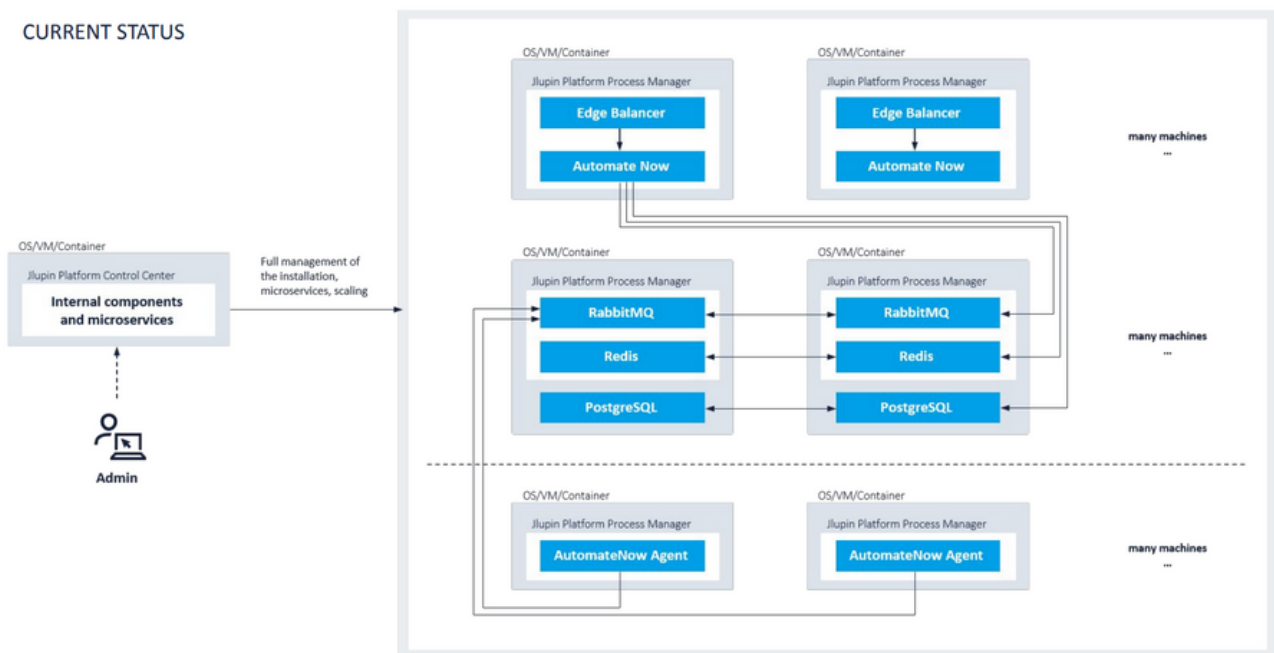 CURRENT STATUS
OS/VM/Container
Jlupin Platform Process Manager
Edge Balancer
Automate Now
OS/VM/Container
Jlupin Platform Process Manager
Edge Balancer
Automate Now
many machines
...
OS/VM/Container
Jlupin Platform Control Center
Internal components
and microservices
Admin
Full management of
the installation,
microservices, scaling
OS/VM/Container
Jlupin Platform Process Manager
RabbitMQ
Redis
PostgreSQL
OS/VM/Container
Jlupin Platform Process Manager
RabbitMQ
Redis
PostgreSQL
many machines
...
OS/VM/Container
Jlupin Platform Process Manager
AutomateNow Agent
OS/VM/Container
Jlupin Platform Process Manager
AutomateNow Agent
many machines
...